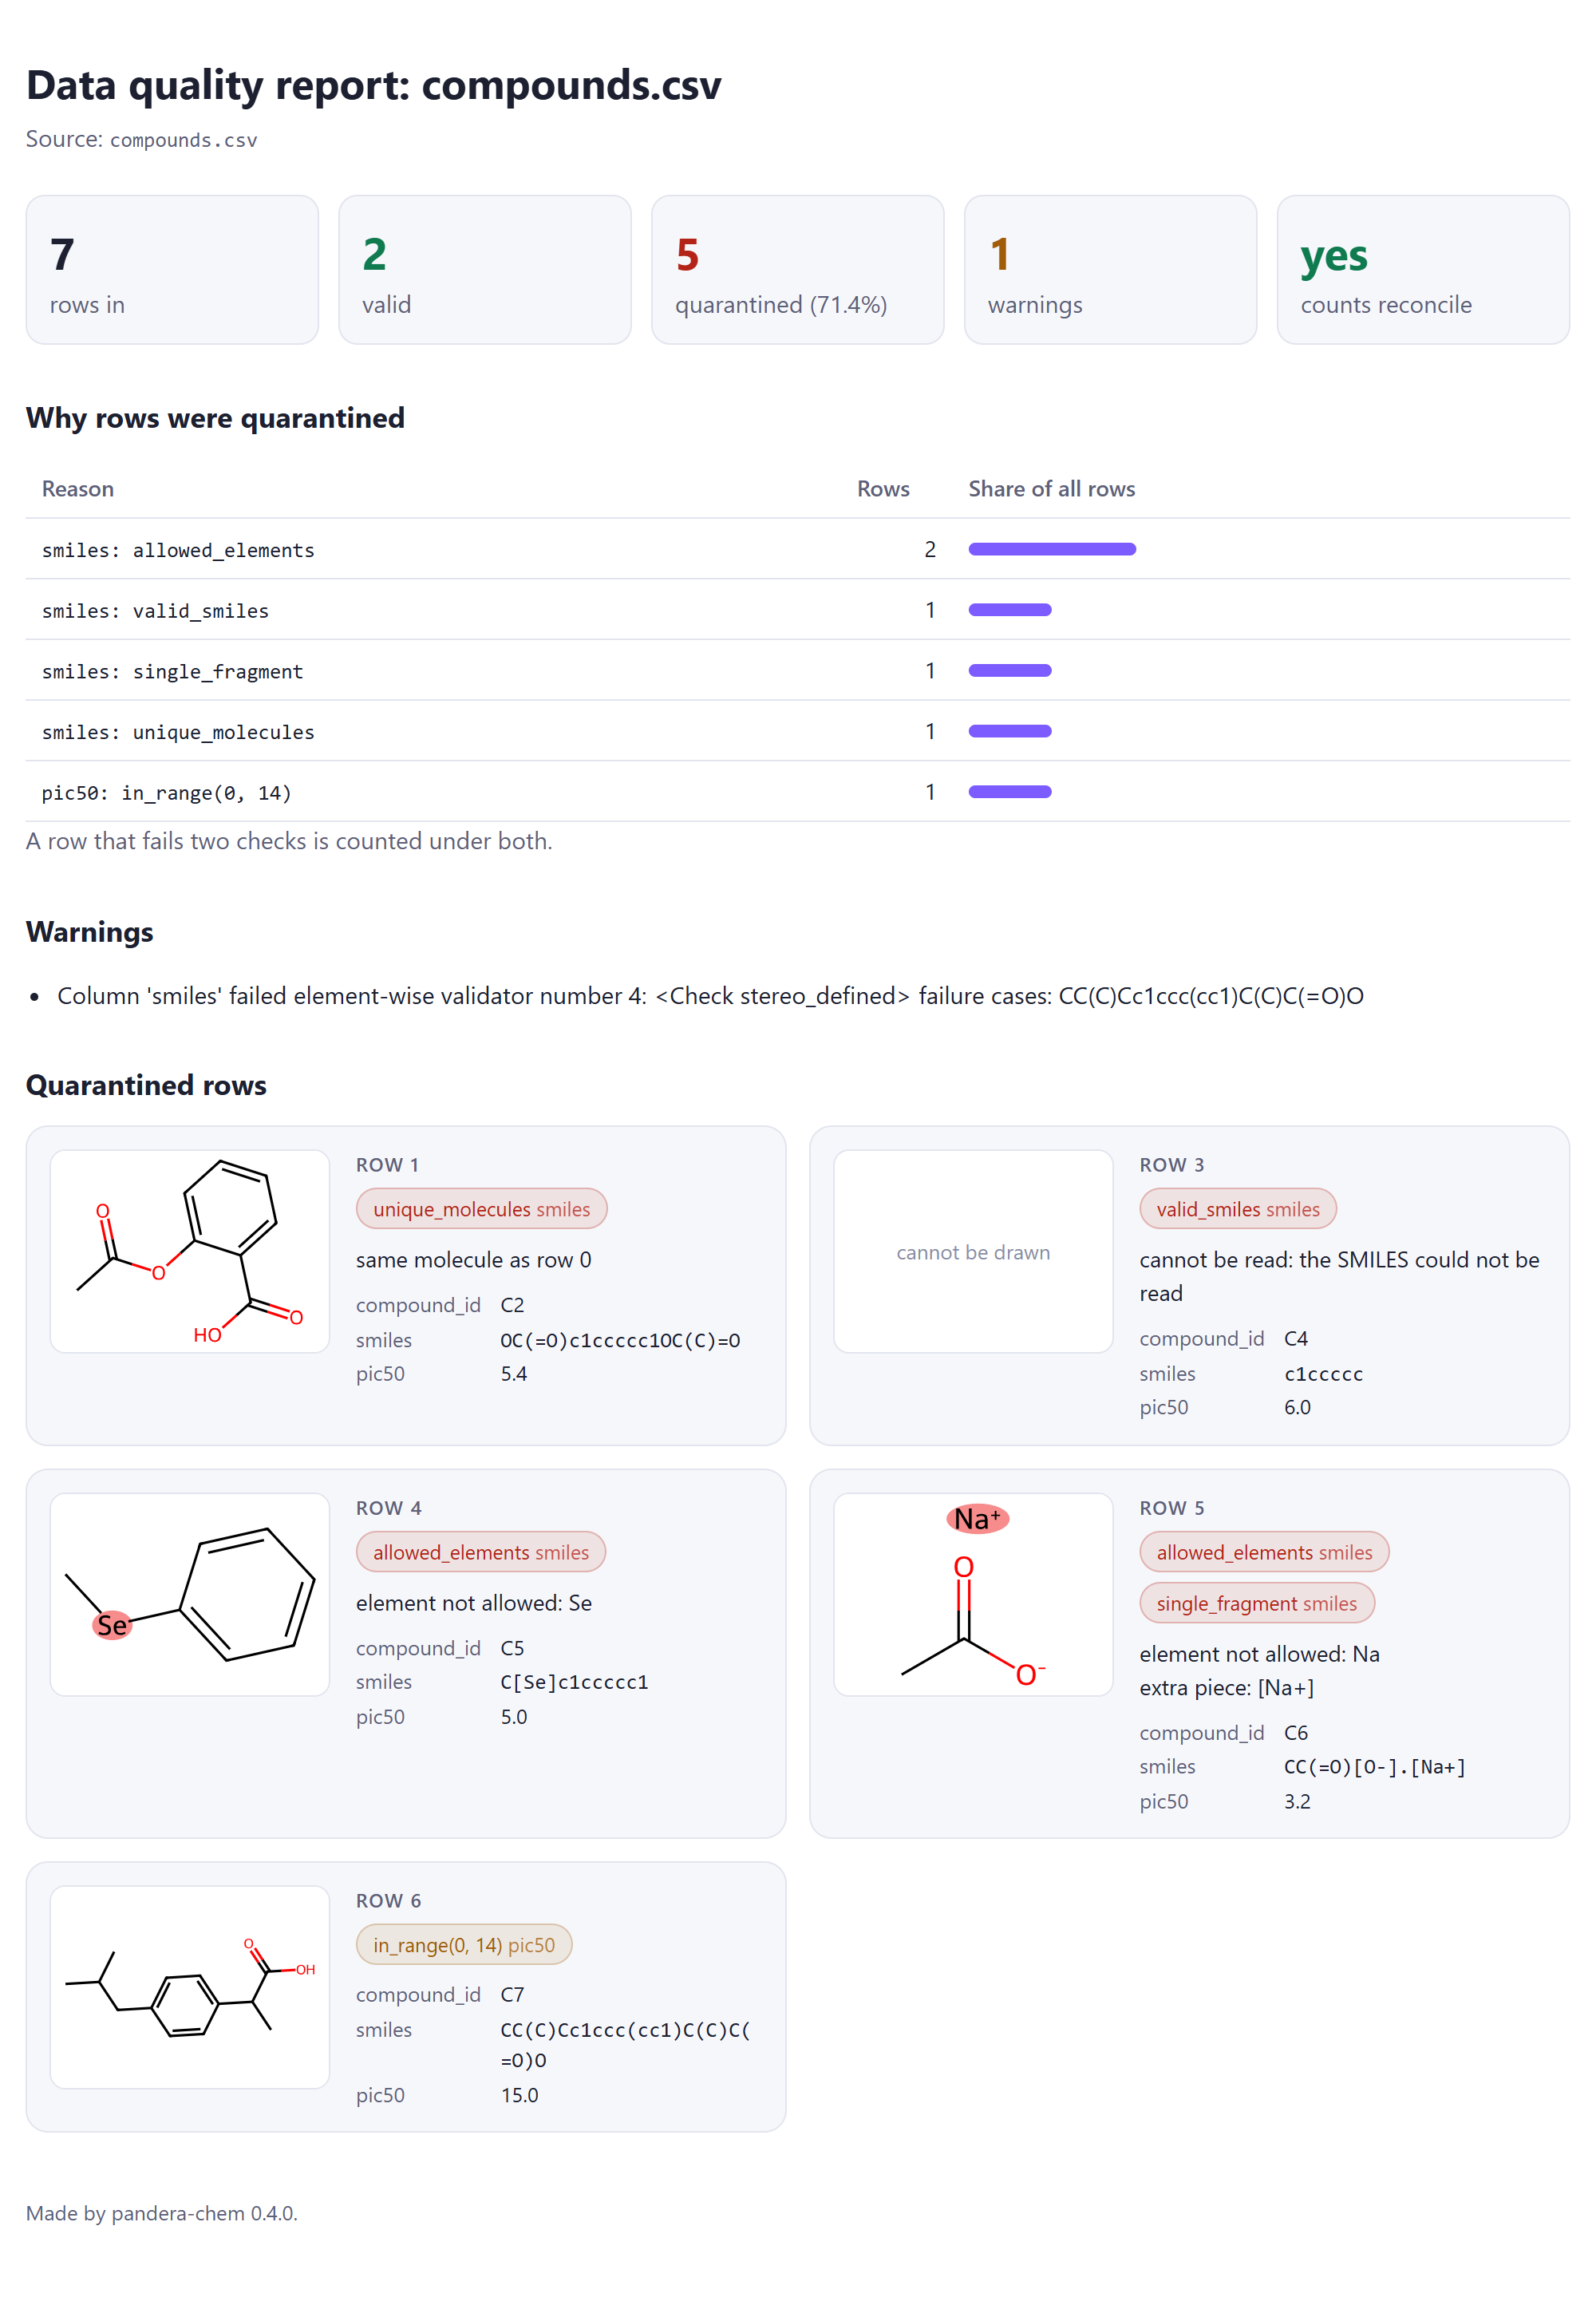 Data quality report: compounds.csv
Source: compounds.csv
7
rows in
2
valid
5
quarantined (71.4%)
1
warnings
yes
counts reconcile
Why rows were quarantined
Reason Rows Share of all rows
smiles: allowed_elements 2
smiles: valid_smiles 1
smiles: single_fragment 1
smiles: unique_molecules 1
pic50: in_range(0, 14) 1
A row that fails two checks is counted under both.
Warnings
• Column 'smiles' failed element-wise validator number 4: <Check stereo_defined> failure cases: CC(C)Cc1ccc(cc1)C(C)C(=O)O
Quarantined rows
O
O
O
HO
ROW 1
unique_molecules smiles
same molecule as row 0
compound_id C2
smiles OC(=O)c1ccccc1OC(C)=O
pic50 5.4
cannot be drawn
ROW 3
valid_smiles smiles
cannot be read: the SMILES could not be
read
compound_id C4
smiles c1ccccc
pic50 6.0
Se
ROW 4
allowed_elements smiles
element not allowed: Se
compound_id C5
smiles C[Se]c1ccccc1
pic50 5.0
Na+
O
O-
ROW 5
allowed_elements smiles
single_fragment smiles
element not allowed: Na
extra piece: [Na+]
compound_id C6
smiles CC(=O)[O-].[Na+]
pic50 3.2
O
OH
ROW 6
in_range(0, 14) pic50
compound_id C7
smiles CC(C)Cc1ccc(cc1)C(C)C(
=O)O
pic50 15.0
Made by pandera-chem 0.4.0.